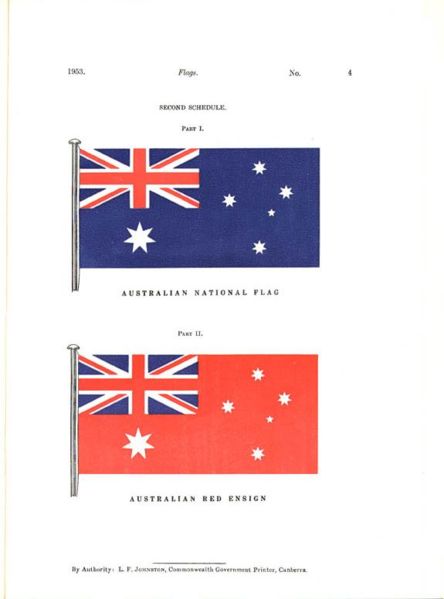 1953. Flags. No. 4
SECOND SCHEDULE.
PART I.
AUSTRALIAN NATIONAL FLAG
PART II.
AUSTRALIAN RED ENSIGN
By Authority: L. F. JOHNSTON, Commonwealth Government Printer, Canberra.